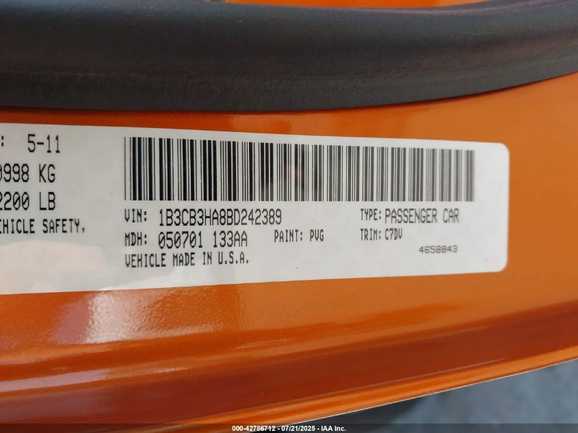 : 5-11
0998 KG
2200 LB
EHICLE SAFETY,
VIN: 1B3CB3HA8BD242389 TYPE: PASSENGER CAR
MDH: 050701 133AA PAINT: PVG TRIM: C7DV
VEHICLE MADE IN U.S.A. 4658843
000-42786712 - 07/21/2025 - IAA Inc.